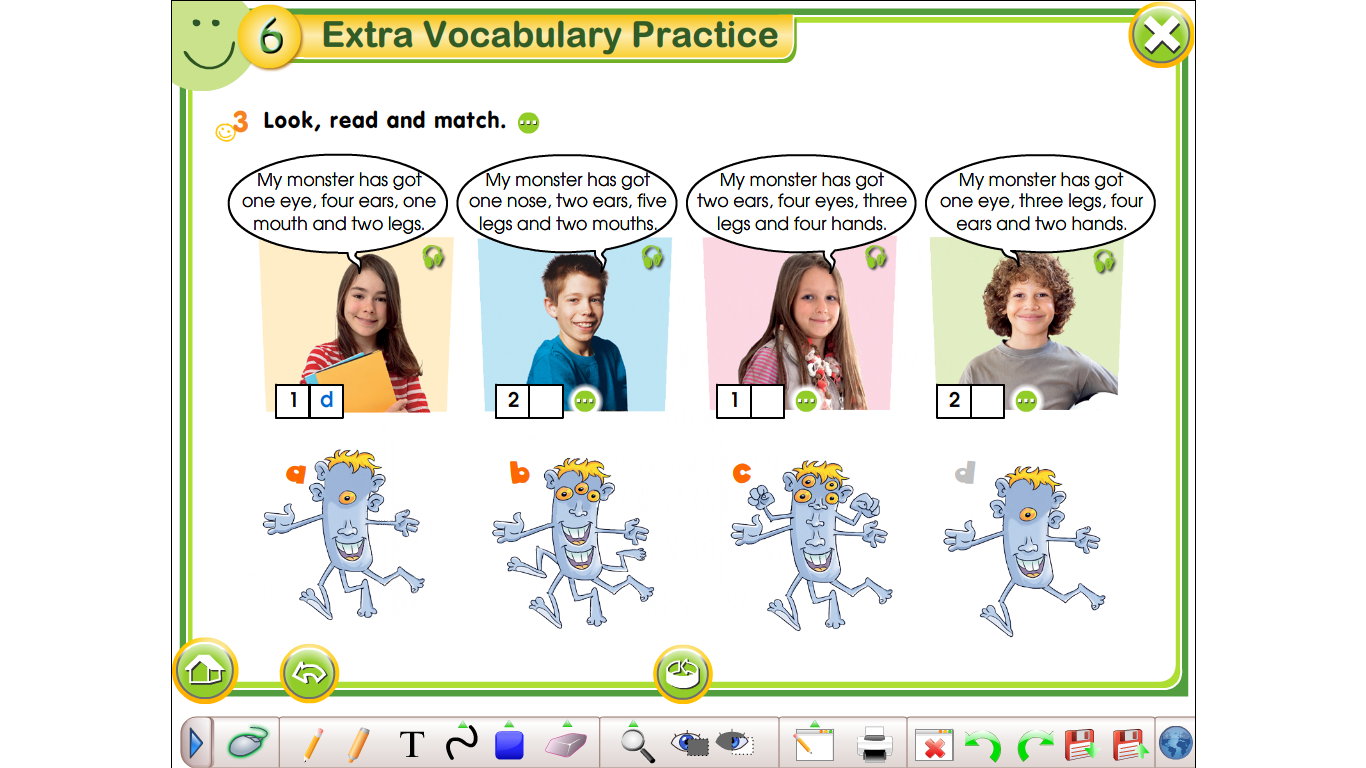 6 Extra Vocabulary Practice
3 Look, read and match.
My monster has got
one eye, four ears, one
mouth and two legs.
My monster has got
one nose, two ears, five
legs and two mouths.
My monster has got
two ears, four eyes, three
legs and four hands.
My monster has got
one eye, three legs, four
ears and two hands.
1 d
2
1
2
a
b
c
d
T